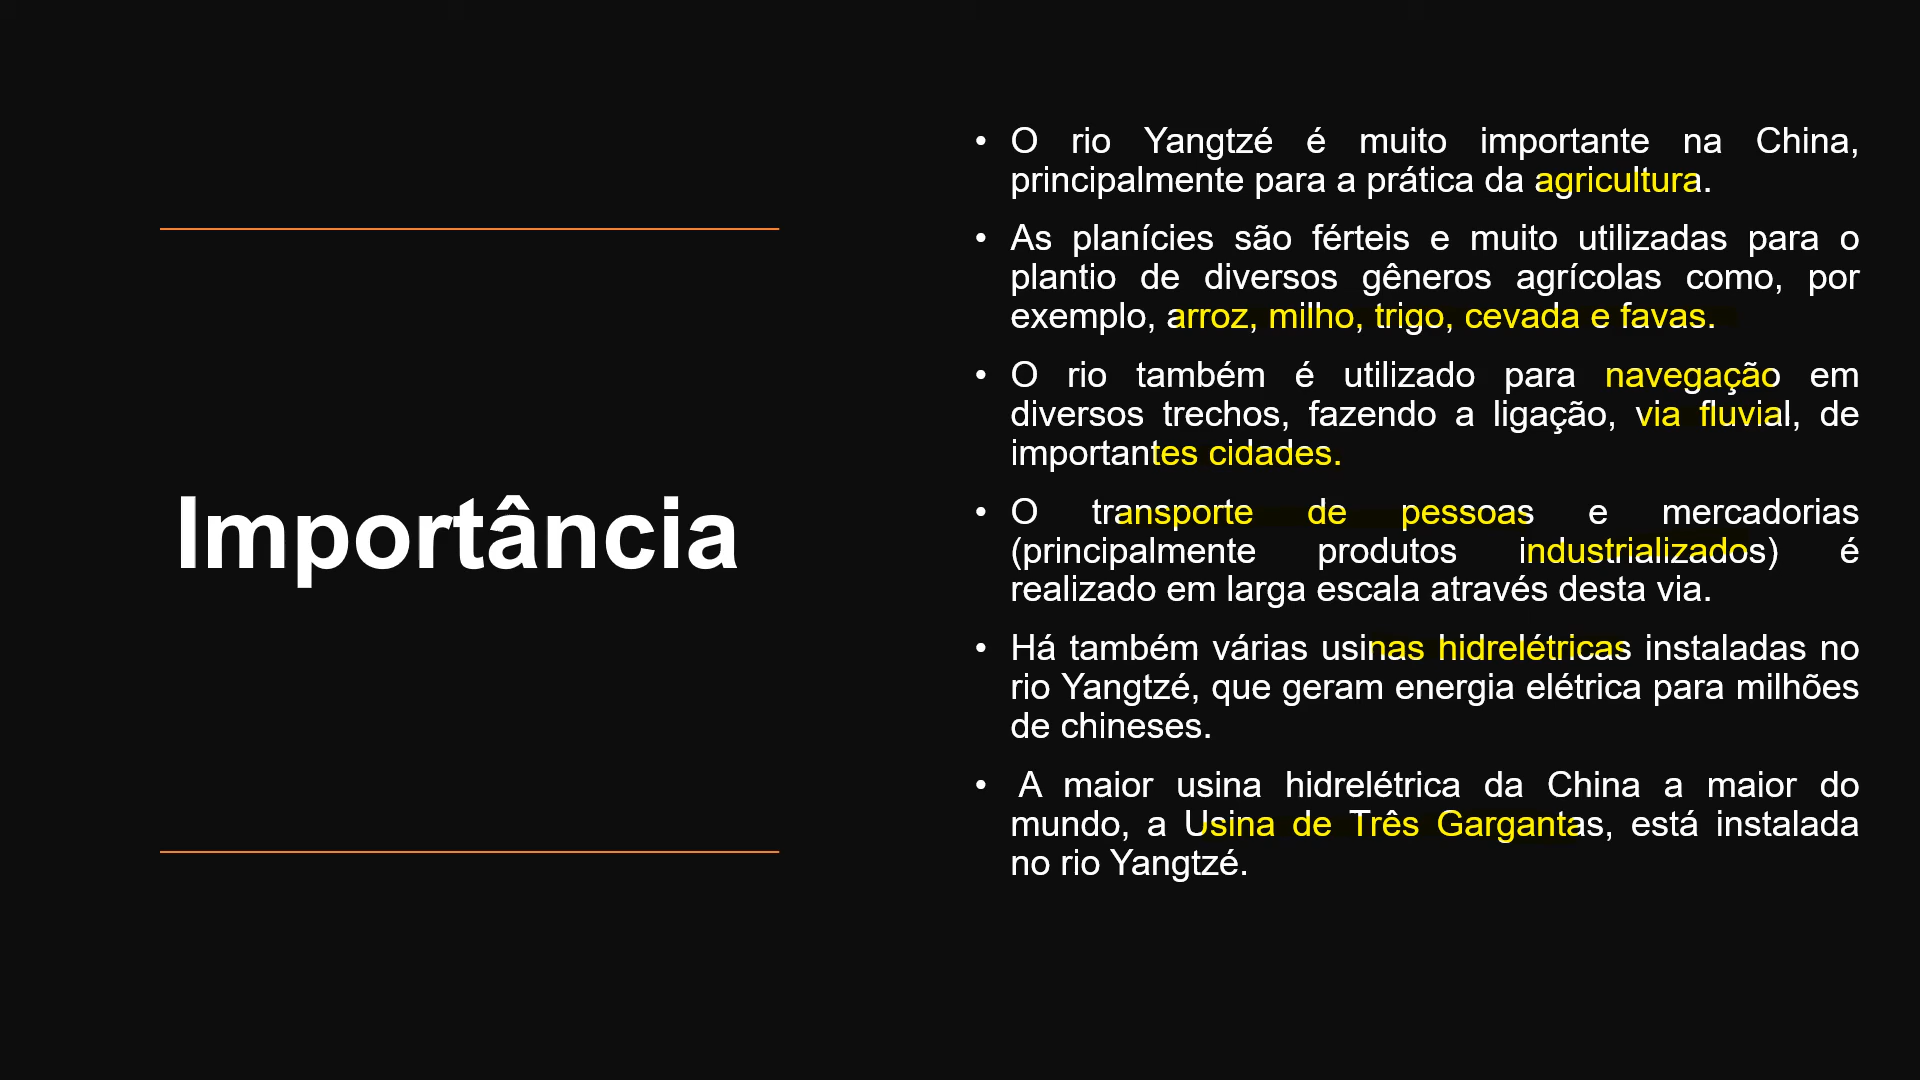 Importância
• O rio Yangtzé é muito importante na China,
principalmente para a prática da agricultura.
• As planícies são férteis e muito utilizadas para o
plantio de diversos gêneros agrícolas como, por
exemplo, arroz, milho, trigo, cevada e favas.
• O rio também é utilizado para navegação em
diversos trechos, fazendo a ligação, via fluvial, de
importantes cidades.
• O transporte de pessoas e mercadorias
(principalmente produtos industrializados) é
realizado em larga escala através desta via.
• Há também várias usinas hidrelétricas instaladas no
rio Yangtzé, que geram energia elétrica para milhões
de chineses.
• A maior usina hidrelétrica da China a maior do
mundo, a Usina de Três Gargantas, está instalada
no rio Yangtzé.